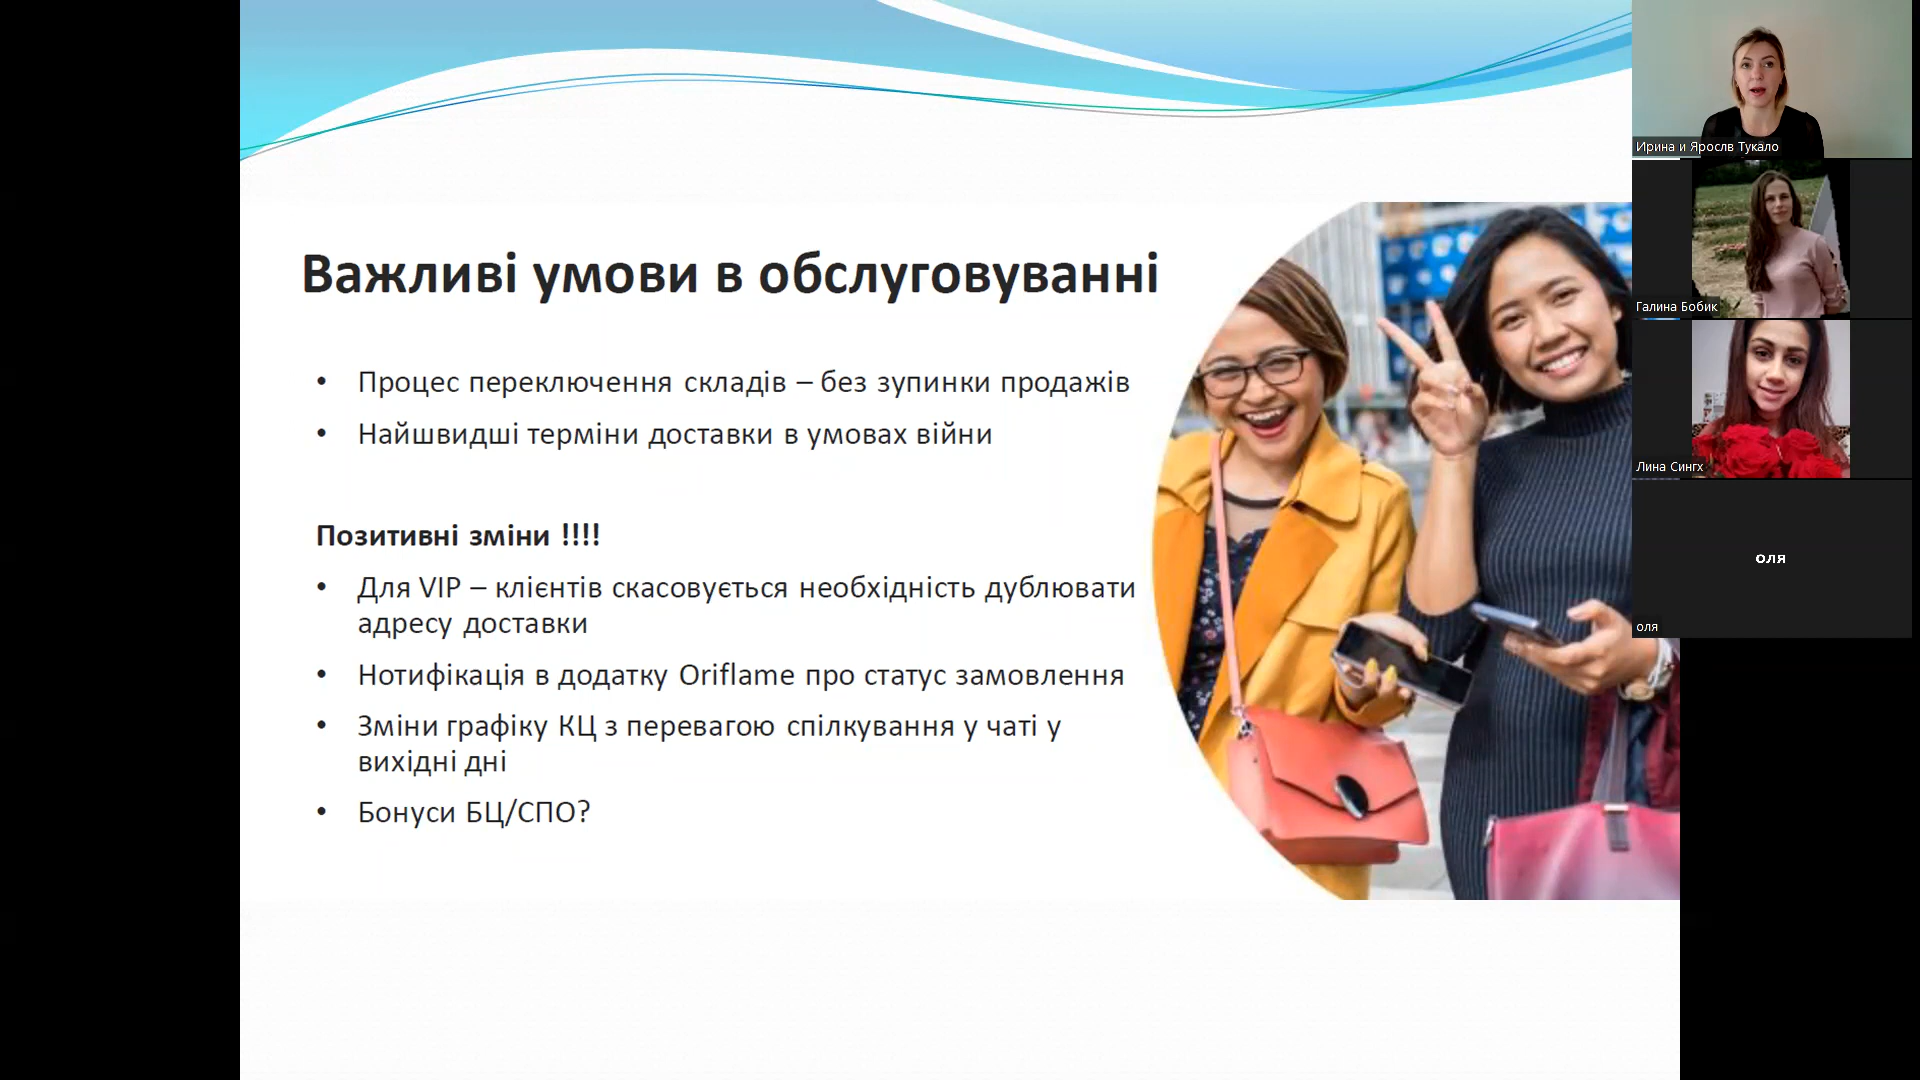 Важливі умови в обслуговуванні
• Процес переключення складів – без зупинки продажів
• Найшвидші терміни доставки в умовах війни
Позитивні зміни !!!!
• Для VIP – клієнтів скасовується необхідність дублювати
адресу доставки
• Нотифікація в додатку Oriflame про статус замовлення
• Зміни графіку КЦ з перевагою спілкування у чаті у
вихідні дні
• Бонуси БЦ/СПО?
Ирина и Ярослв Тукало
Галина Бобик
Лина Сингх
оля
оля